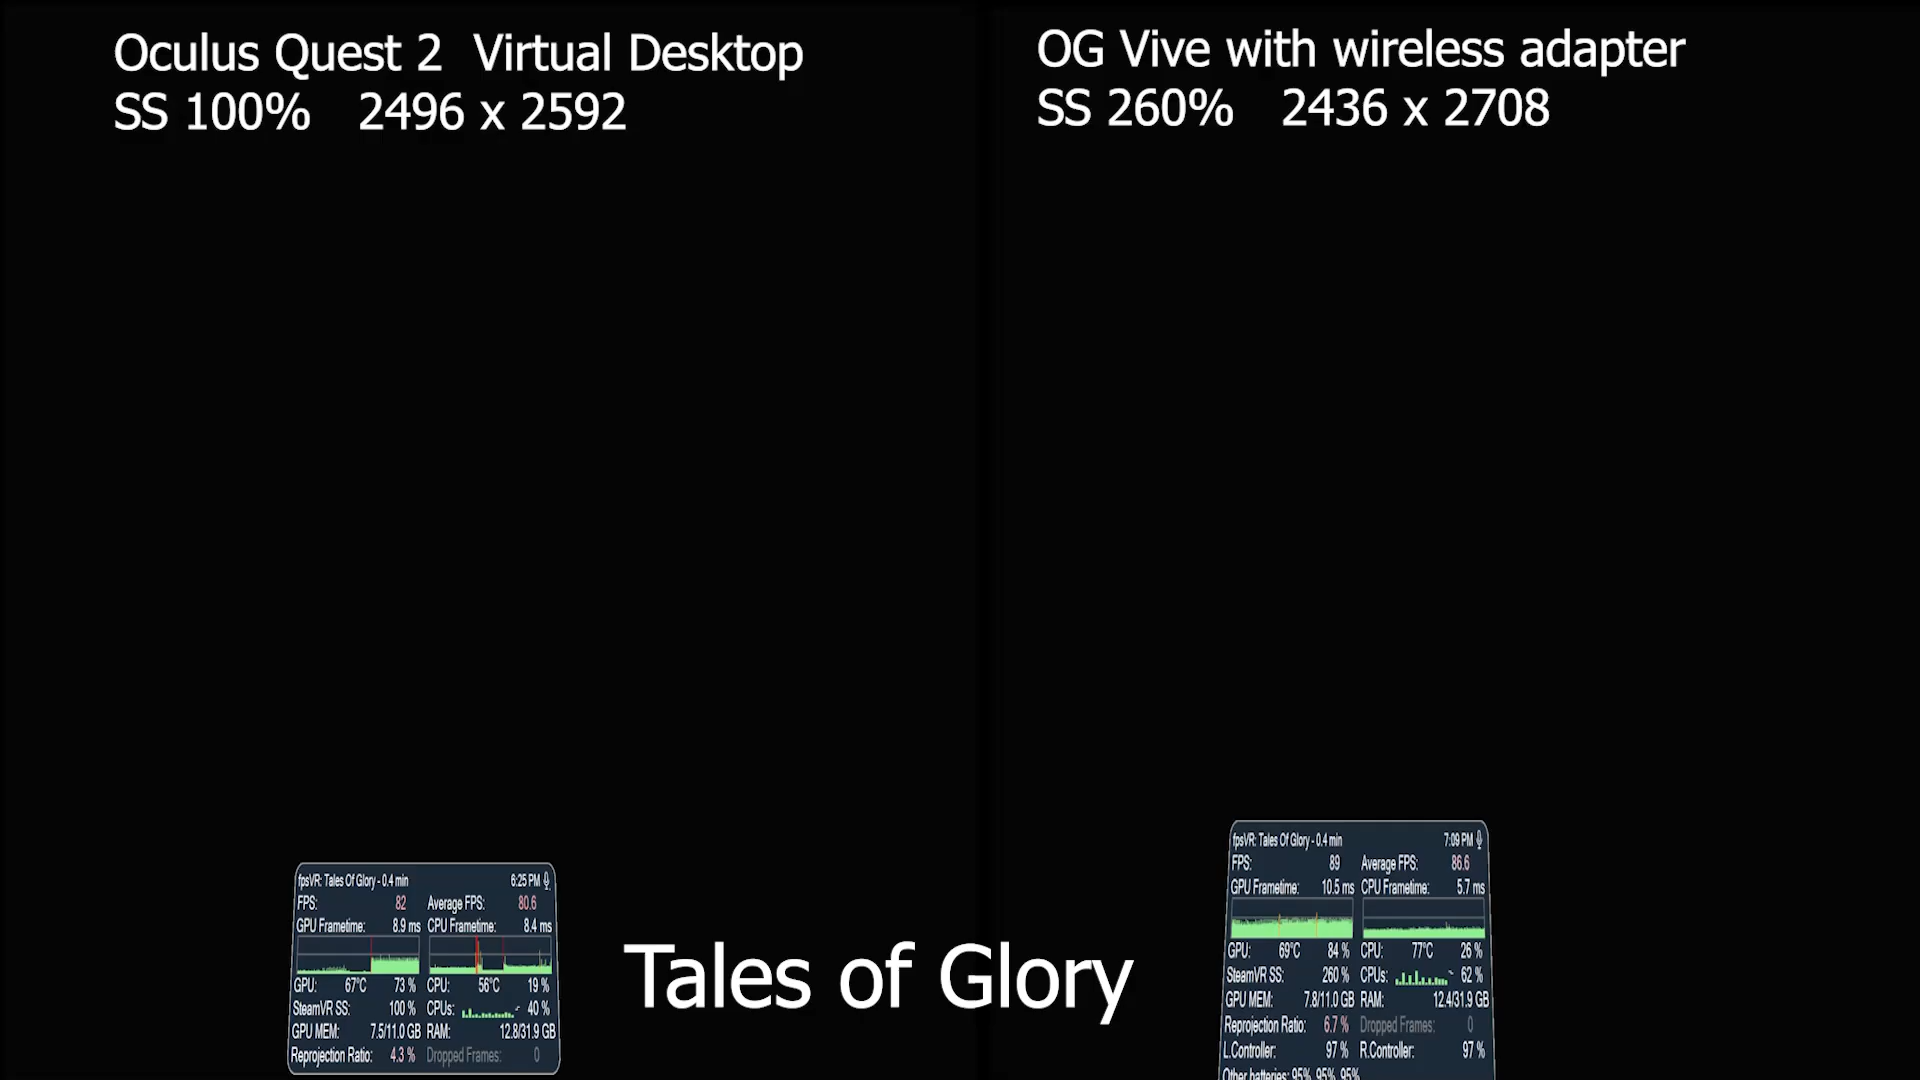 Oculus Quest 2 Virtual Desktop
SS 100% 2496 x 2592
OG Vive with wireless adapter
SS 260% 2436 x 2708
fpsVR: Tales Of Glory - 0.4 min 6:25 PM
FPS: 82 Average FPS: 80.6
GPU Frametime: 8.9 ms CPU Frametime: 8.4 ms
GPU: 67°C 73 % CPU: 56°C 19 %
SteamVR SS: 100 % CPUs: 40 %
GPU MEM: 7.5/11.0 GB RAM: 12.8/31.9 GB
Reprojection Ratio: 4.3 % Dropped Frames: 0
Tales of Glory
fpsVR: Tales Of Glory - 0.4 min 7:09 PM
FPS: 89 Average FPS: 86.6
GPU Frametime: 10.5 ms CPU Frametime: 5.7 ms
GPU: 69°C 84 % CPU: 77°C 26 %
SteamVR SS: 260 % CPUs: 62 %
GPU MEM: 7.8/11.0 GB RAM: 12.4/31.9 GB
Reprojection Ratio: 6.7 % Dropped Frames: 0
L.Controller: 97 % R.Controller: 97 %
Other batteries: 95% 95% 95%